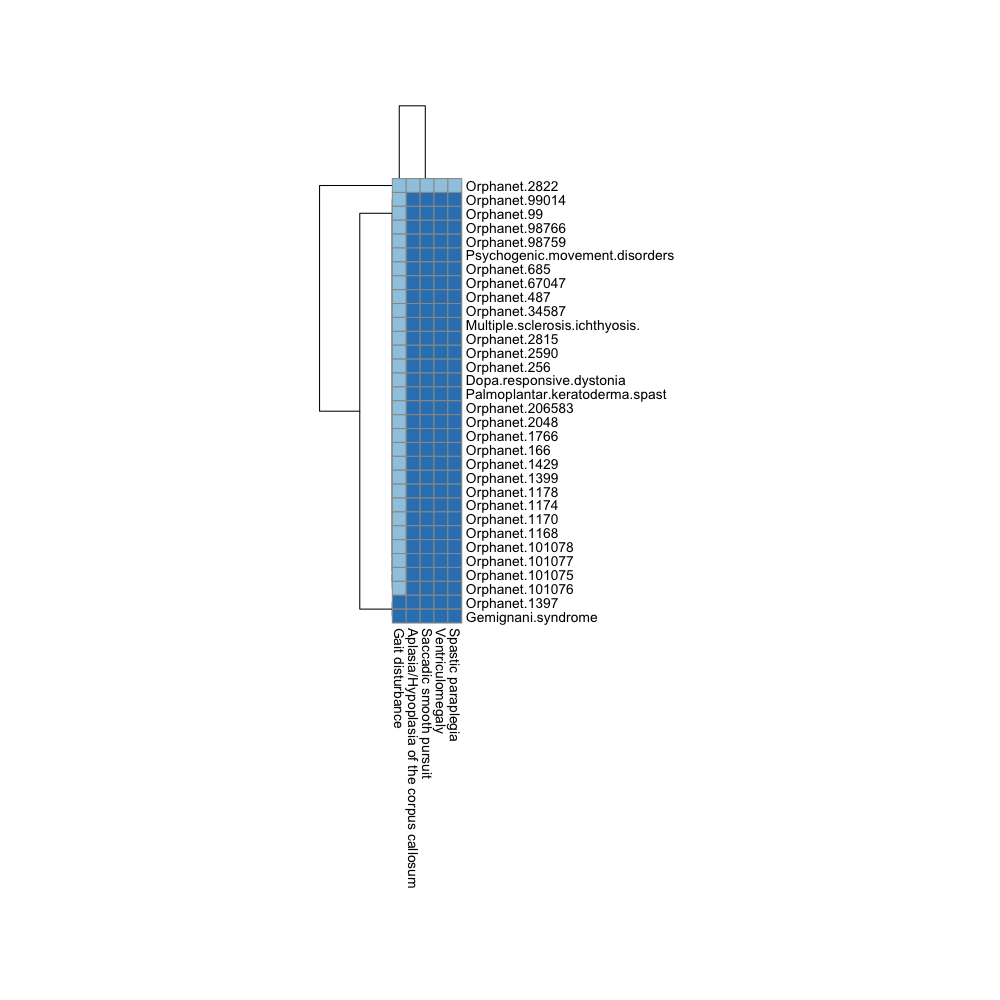 Orphanet.2822
Orphanet.99014
Orphanet.99
Orphanet.98766
Orphanet.98759
Psychogenic.movement.disorders
Orphanet.685
Orphanet.67047
Orphanet.487
Orphanet.34587
Multiple.sclerosis.ichthyosis.
Orphanet.2815
Orphanet.2590
Orphanet.256
Dopa.responsive.dystonia
Palmoplantar.keratoderma.spast
Orphanet.206583
Orphanet.2048
Orphanet.1766
Orphanet.166
Orphanet.1429
Orphanet.1399
Orphanet.1178
Orphanet.1174
Orphanet.1170
Orphanet.1168
Orphanet.101078
Orphanet.101077
Orphanet.101075
Orphanet.101076
Orphanet.1397
Gemignani.syndrome
Gait disturbance
Aplasia/Hypoplasia of the corpus callosum
Saccadic smooth pursuit
Ventriculomegaly
Spastic paraplegia